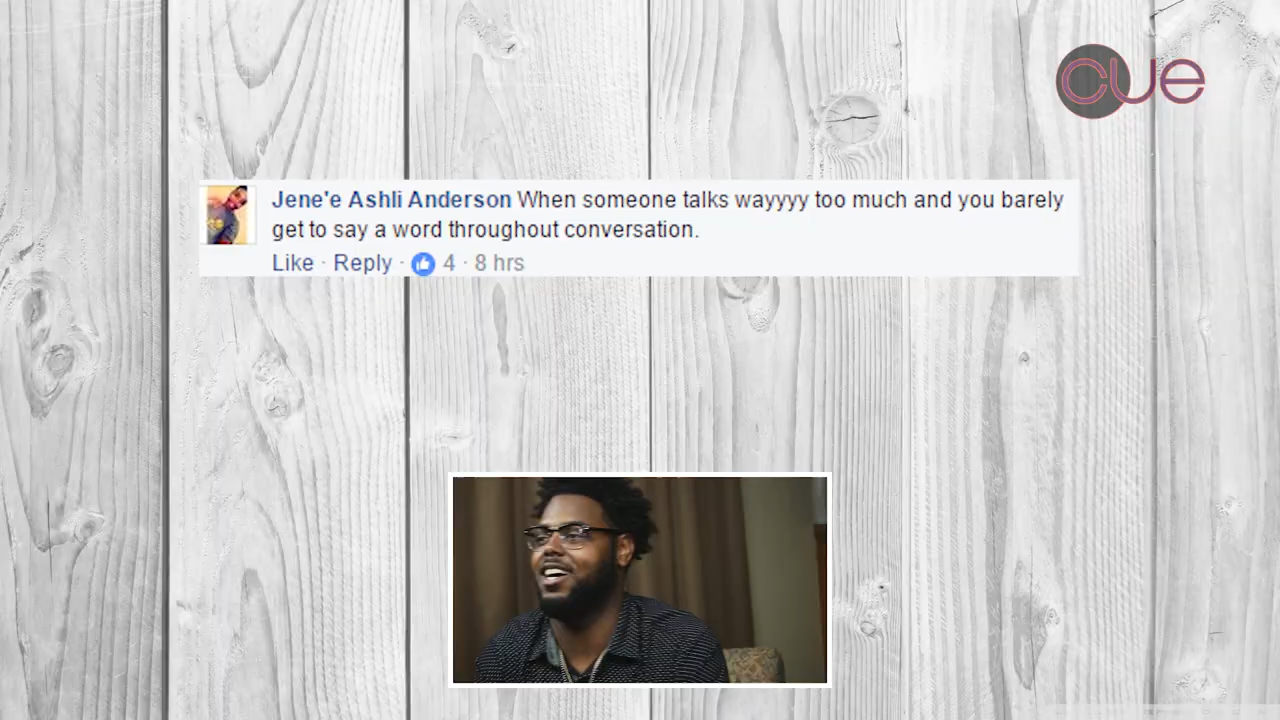 cue
Jene'e Ashli Anderson When someone talks wayyyy too much and you barely
get to say a word throughout conversation.
Like · Reply · 4 · 8 hrs